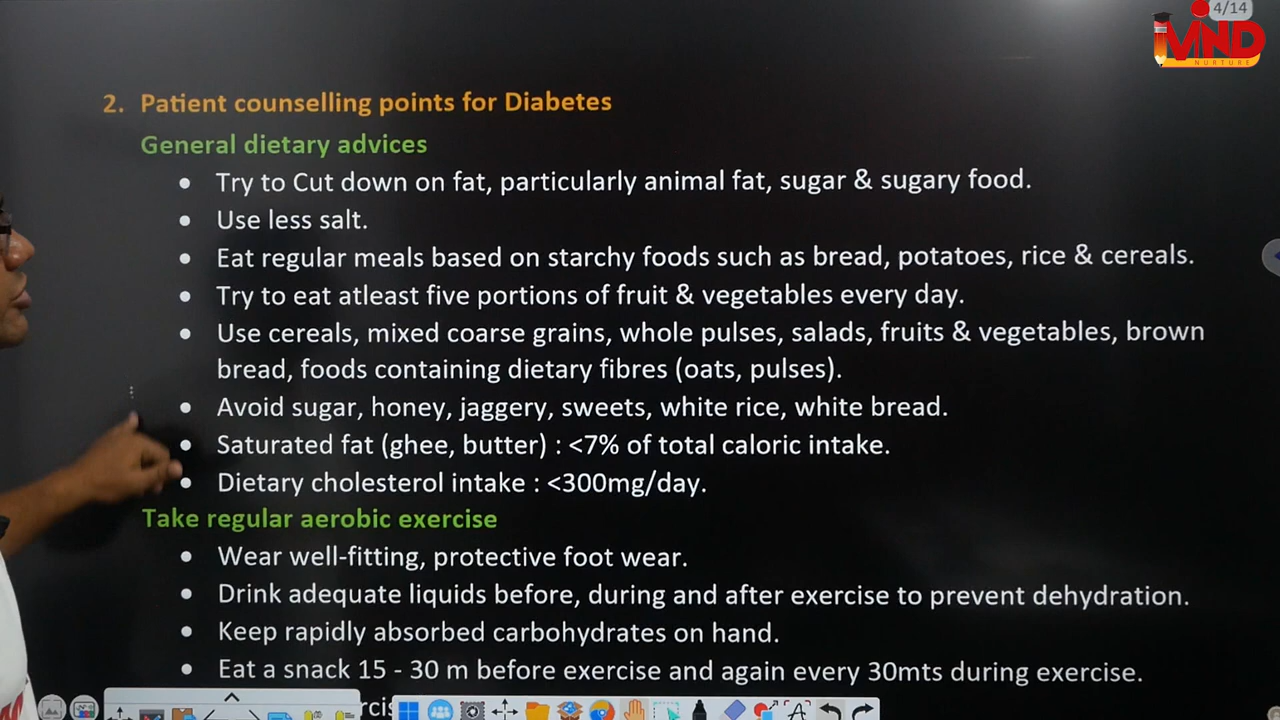 4/14
MIND
NURTURE
2. Patient counselling points for Diabetes
General dietary advices
• Try to Cut down on fat, particularly animal fat, sugar & sugary food.
• Use less salt.
• Eat regular meals based on starchy foods such as bread, potatoes, rice & cereals.
• Try to eat atleast five portions of fruit & vegetables every day.
• Use cereals, mixed coarse grains, whole pulses, salads, fruits & vegetables, brown
bread, foods containing dietary fibres (oats, pulses).
• Avoid sugar, honey, jaggery, sweets, white rice, white bread.
• Saturated fat (ghee, butter) : <7% of total caloric intake.
• Dietary cholesterol intake : <300mg/day.
Take regular aerobic exercise
• Wear well-fitting, protective foot wear.
• Drink adequate liquids before, during and after exercise to prevent dehydration.
• Keep rapidly absorbed carbohydrates on hand.
• Eat a snack 15 - 30 m before exercise and again every 30mts during exercise.